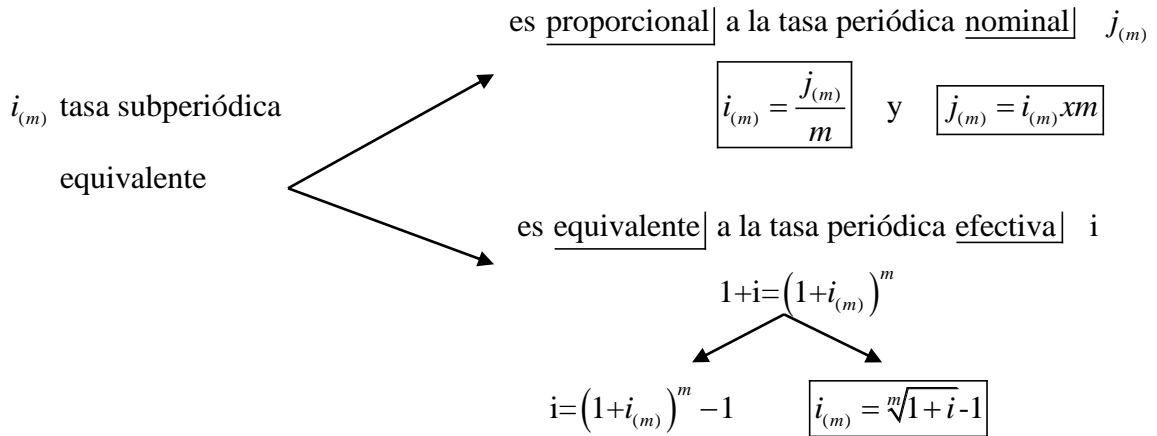 es proporcional a la tasa periódica nominal j₍ₘ₎
i₍ₘ₎ tasa subperiódica
equivalente
i₍ₘ₎ = j₍ₘ₎/m y j₍ₘ₎ = i₍ₘ₎xm
es equivalente a la tasa periódica efectiva i
1+i=(1+i₍ₘ₎)ᵐ
i=(1+i₍ₘ₎)ᵐ −1 i₍ₘ₎ = ᵐ√1+i-1